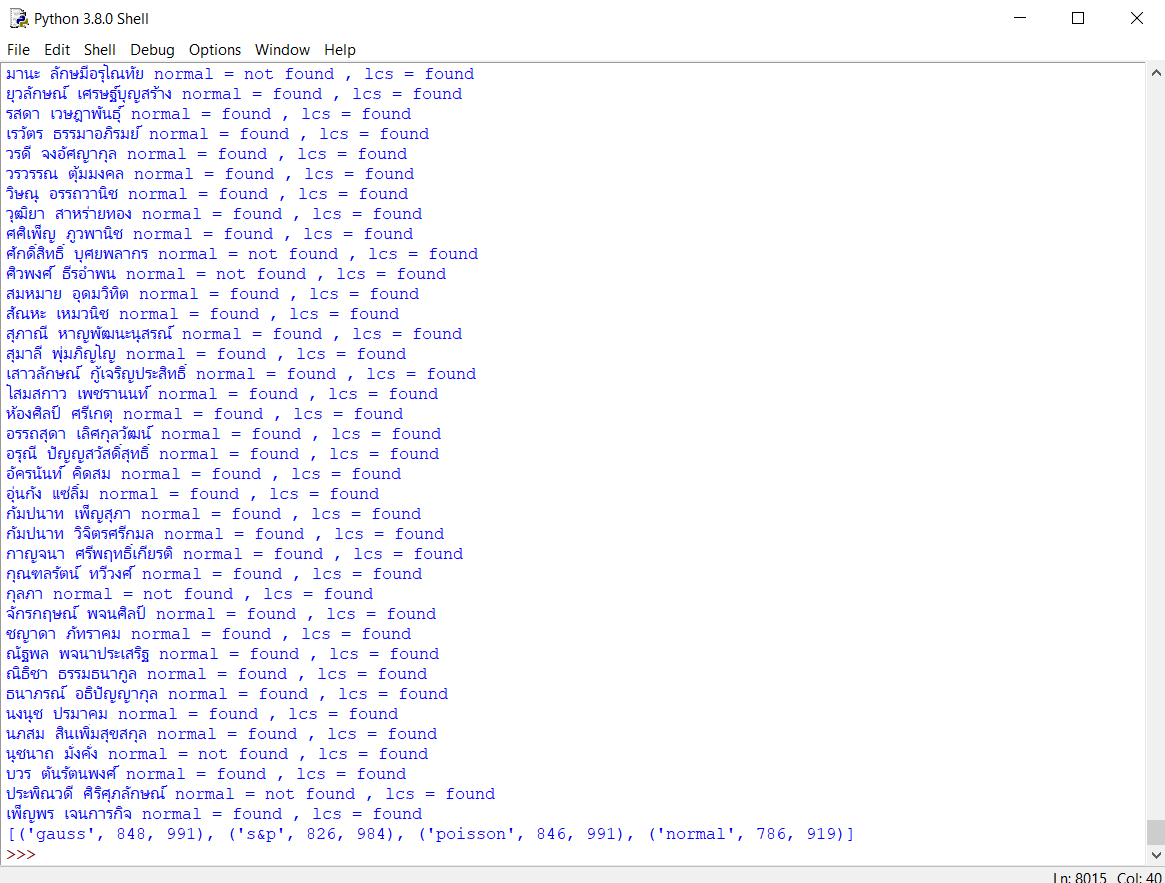 Python 3.8.0 Shell
File Edit Shell Debug Options Window Help
มานะ ลักษมีอรุโณทัย normal = not found , lcs = found
ยุวลักษณ์ เศรษฐ์บุญสร้าง normal = found , lcs = found
รสดา เวษฎาพันธุ์ normal = found , lcs = found
เรวัตร ธรรมาอภิรมย์ normal = found , lcs = found
วรดี จงอัศญากุล normal = found , lcs = found
วรวรรณ ตุ้มมงคล normal = found , lcs = found
วิษณุ อรรถวานิช normal = found , lcs = found
วุฒิยา สาหร่ายทอง normal = found , lcs = found
ศศิเพ็ญ ภูวพานิช normal = found , lcs = found
ศักดิ์สิทธิ์ บุศยพลากร normal = not found , lcs = found
ศิวพงศ์ ธีรอำพน normal = not found , lcs = found
สมหมาย อุดมวิทิต normal = found , lcs = found
สัณหะ เหมวนิช normal = found , lcs = found
สุภาณี หาญพัฒนะนุสรณ์ normal = found , lcs = found
สุมาลี พุ่มภิญโญ normal = found , lcs = found
เสาวลักษณ์ กู้เจริญประสิทธิ์ normal = found , lcs = found
โสมสกาว เพชรานนท์ normal = found , lcs = found
ห้องศิลป์ ศรีเกตุ normal = found , lcs = found
อรรถสุดา เลิศกุลวัฒน์ normal = found , lcs = found
อรุณี ปัญญสวัสดิ์สุทธิ์ normal = found , lcs = found
อัครนันท์ คิดสม normal = found , lcs = found
อุ่นกัง แซ่ลิ้ม normal = found , lcs = found
กัมปนาท เพ็ญสุภา normal = found , lcs = found
กัมปนาท วิจิตรศรีกมล normal = found , lcs = found
กาญจนา ศรีพฤทธิ์เกียรติ normal = found , lcs = found
กุณฑลรัตน์ ทวีวงศ์ normal = found , lcs = found
กุลภา normal = not found , lcs = found
จักรกฤษณ์ พจนศิลป์ normal = found , lcs = found
ชญาดา ภัทราคม normal = found , lcs = found
ณัฐพล พจนาประเสริฐ normal = found , lcs = found
ณิธิชา ธรรมธนากูล normal = found , lcs = found
ธนาภรณ์ อธิปัญญากุล normal = found , lcs = found
นงนุช ปรมาคม normal = found , lcs = found
นภสม สินเพิ่มสุขสกุล normal = found , lcs = found
นุชนาถ มั่งคั่ง normal = not found , lcs = found
บวร ตันรัตนพงศ์ normal = found , lcs = found
ประพิณวดี ศิริศุภลักษณ์ normal = not found , lcs = found
เพ็ญพร เจนการกิจ normal = found , lcs = found
[('gauss', 848, 991), ('s&p', 826, 984), ('poisson', 846, 991), ('normal', 786, 919)]
>>>
Ln: 8015 Col: 40